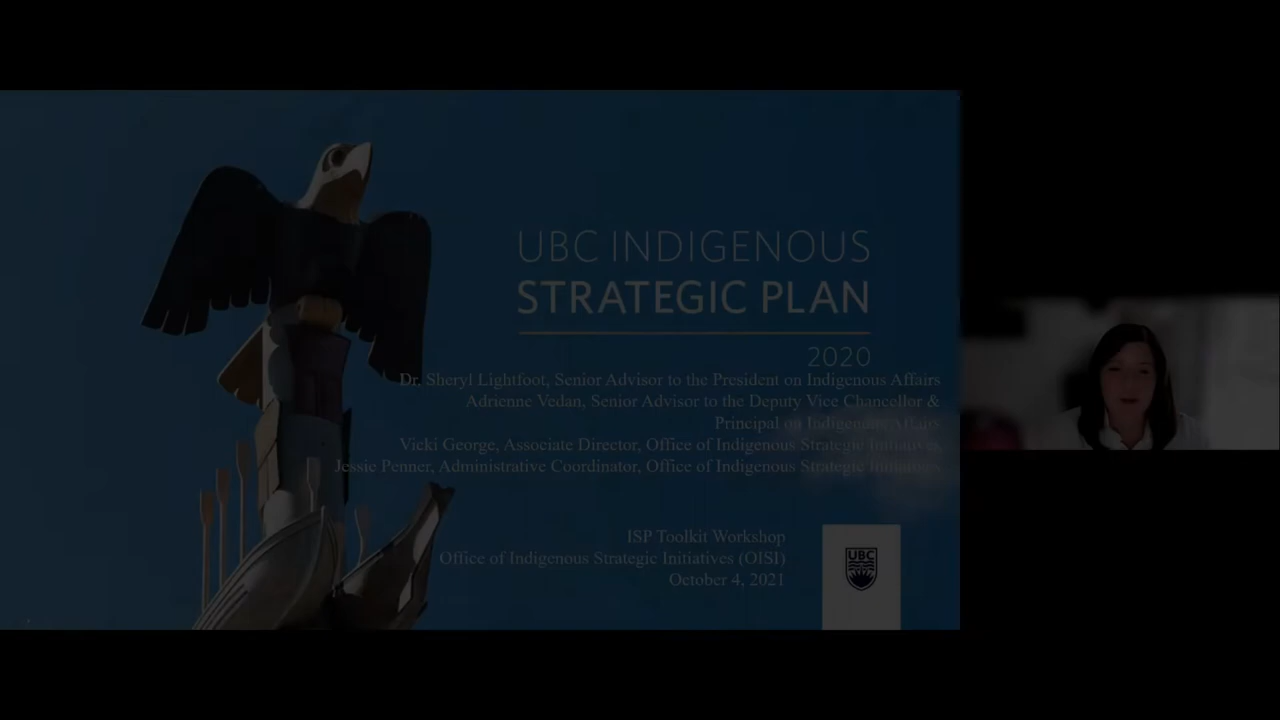 UBC INDIGENOUS
STRATEGIC PLAN
2020
Dr. Sheryl Lightfoot, Senior Advisor to the President on Indigenous Affairs
Adrienne Vedan, Senior Advisor to the Deputy Vice Chancellor &
Principal on Indigenous Affairs
Vicki George, Associate Director, Office of Indigenous Strategic Initiatives
Jessie Penner, Administrative Coordinator, Office of Indigenous Strategic Initiatives
ISP Toolkit Workshop
Office of Indigenous Strategic Initiatives (OISI)
October 4, 2021
UBC